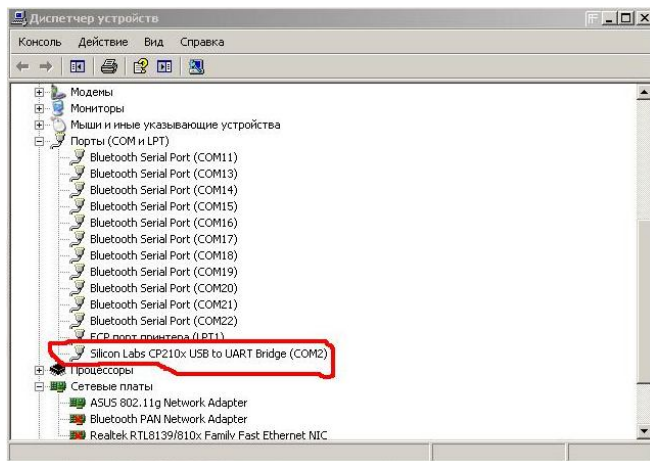 Диспетчер устройств
Консоль Действие Вид Справка
Модемы
Мониторы
Мыши и иные указывающие устройства
Порты (COM и LPT)
Bluetooth Serial Port (COM11)
Bluetooth Serial Port (COM13)
Bluetooth Serial Port (COM14)
Bluetooth Serial Port (COM15)
Bluetooth Serial Port (COM16)
Bluetooth Serial Port (COM17)
Bluetooth Serial Port (COM18)
Bluetooth Serial Port (COM19)
Bluetooth Serial Port (COM20)
Bluetooth Serial Port (COM21)
Bluetooth Serial Port (COM22)
ECP порт принтера (LPT1)
Silicon Labs CP210x USB to UART Bridge (COM2)
Процессоры
Сетевые платы
ASUS 802.11g Network Adapter
Bluetooth PAN Network Adapter
Realtek RTL8139/810x Family Fast Ethernet NIC